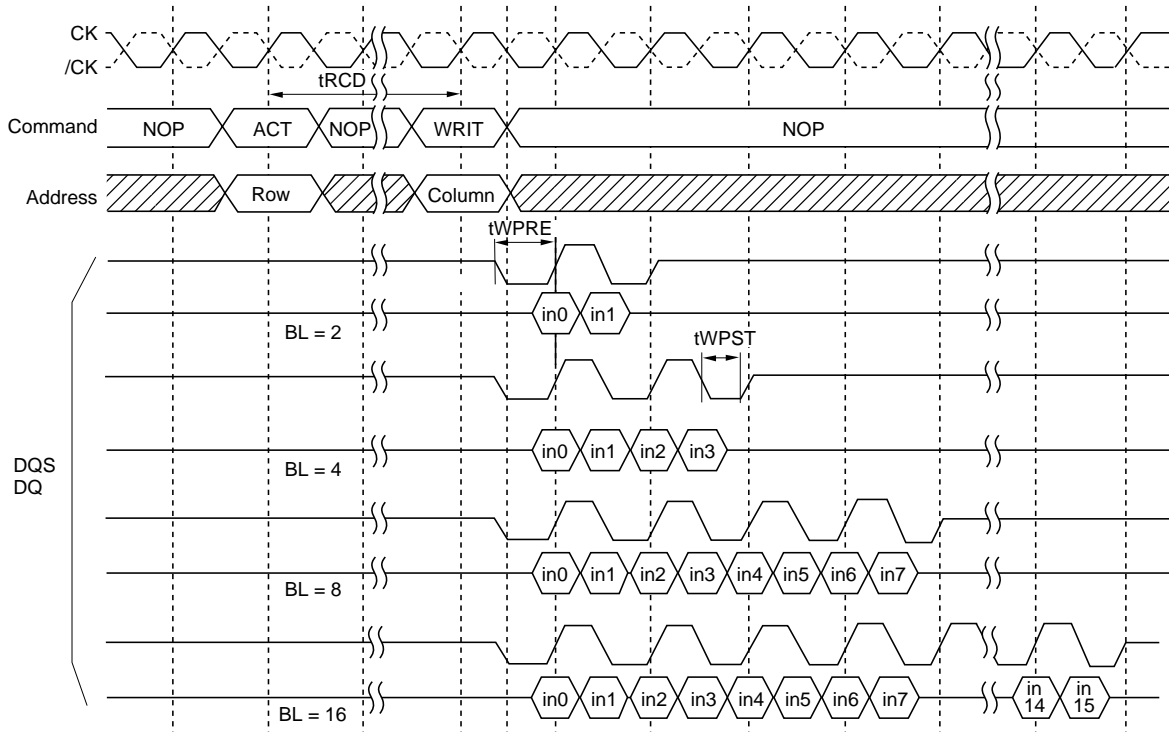 CK
/CK
tRCD
Command NOP ACT NOP WRIT NOP
Address Row Column
tWPRE
in0 in1
BL = 2
tWPST
in0 in1 in2 in3
BL = 4
DQS
DQ
in0 in1 in2 in3 in4 in5 in6 in7
BL = 8
in0 in1 in2 in3 in4 in5 in6 in7 in 14 in 15
BL = 16